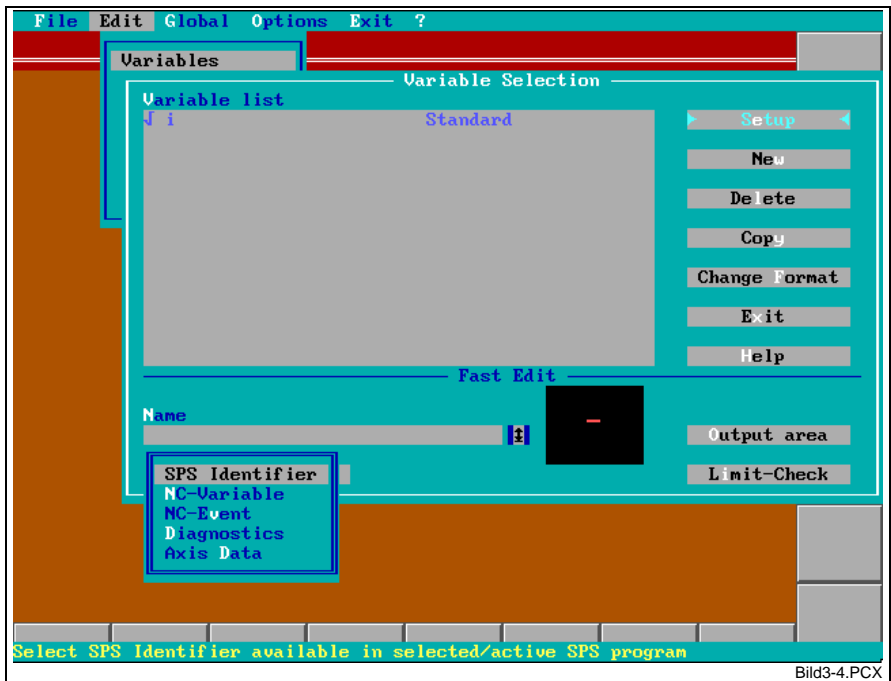 File Edit Global Options Exit ?
Variables
Variable Selection
Variable list
√ i Standard
Setup
New
Delete
Copy
Change Format
Exit
Help
Fast Edit
Name
Output area
SPS Identifier
Limit-Check
NC-Variable
NC-Event
Diagnostics
Axis Data
Select SPS Identifier available in selected/active SPS program
Bild3-4.PCX